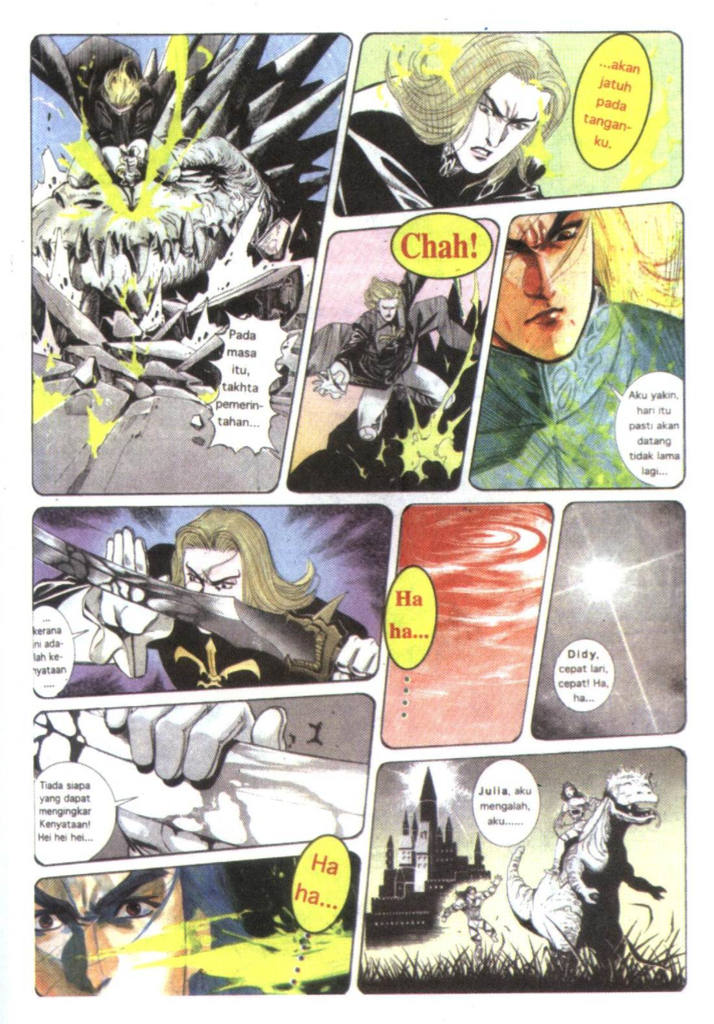 Pada
masa
itu,
takhta
pemerin-
tahan...
...akan
jatuh
pada
tangan-
ku.
Chah!
Aku yakin,
hari itu
pasti akan
datang
tidak lama
lagi...
...
kerana
ini ada-
lah ke-
nyataan
....
Ha
ha...
Didy,
cepat lari,
cepat! Ha,
ha...
Tiada siapa
yang dapat
mengingkar
Kenyataan!
Hei hei hei...
Julia, aku
mengalah,
aku......
Ha
ha...